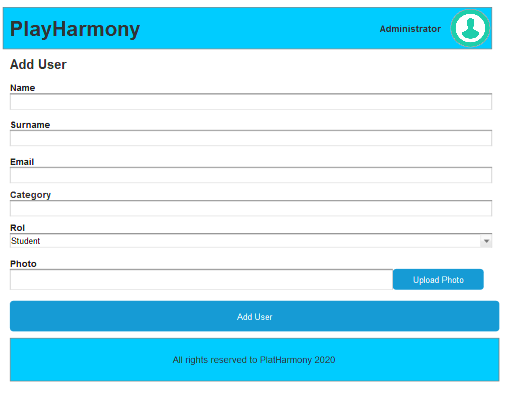 PlayHarmony
Administrator
Add User
Name
Surname
Email
Category
Rol
Student
Photo
Upload Photo
Add User
All rights reserved to PlatHarmony 2020